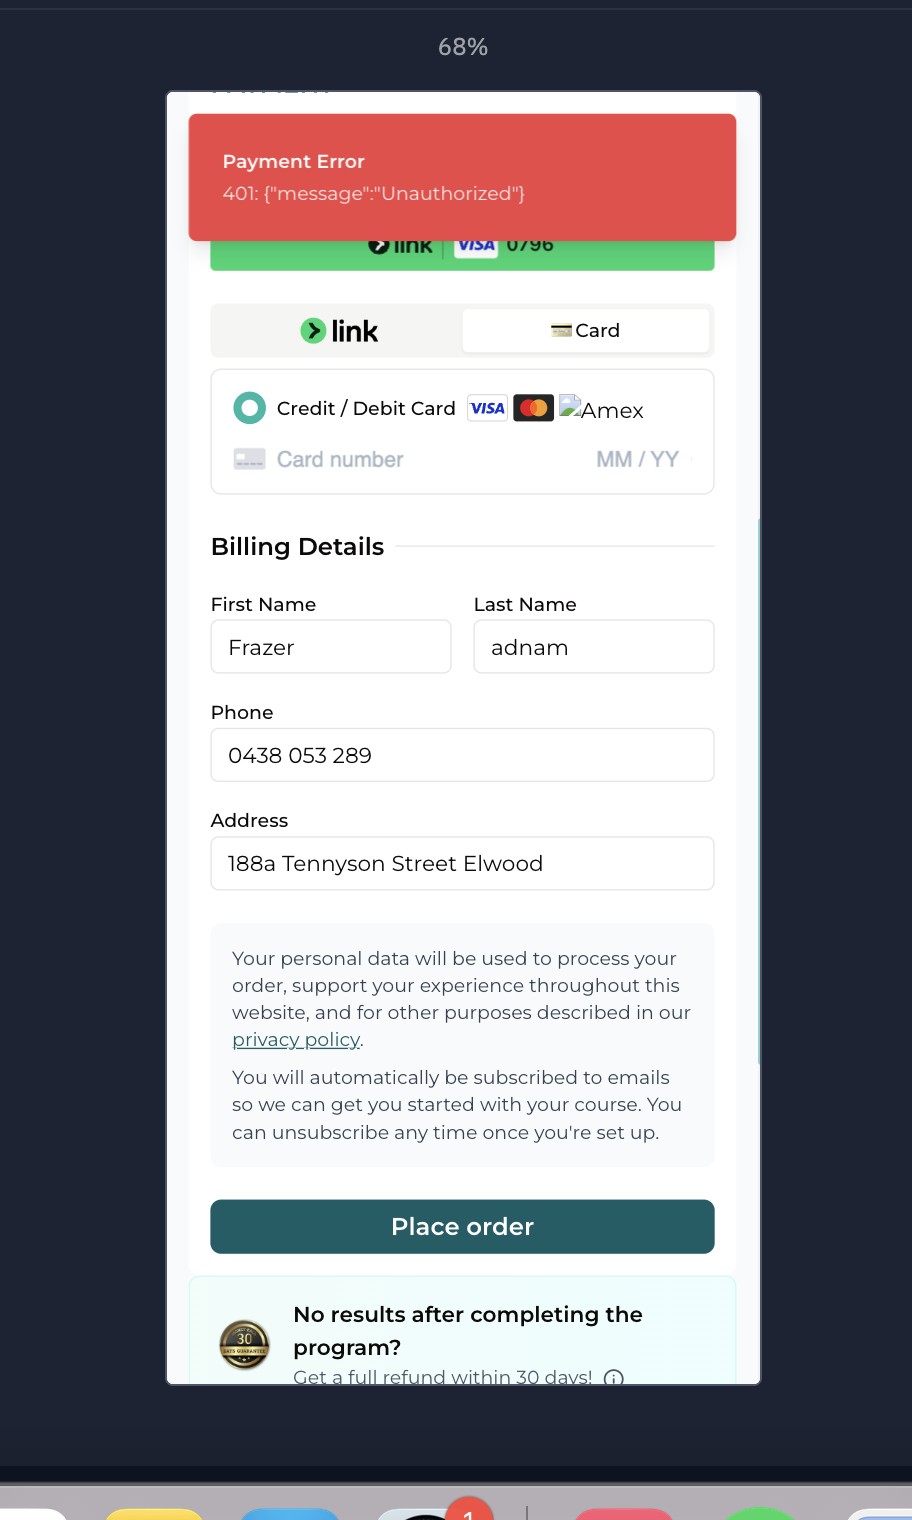 68%
Payment Error
401: {"message":"Unauthorized"}
link VISA 0796
link
Card
Credit / Debit Card VISA Amex
Card number MM / YY
Billing Details
First Name Last Name
Frazer adnam
Phone
0438 053 289
Address
188a Tennyson Street Elwood
Your personal data will be used to process your
order, support your experience throughout this
website, and for other purposes described in our
privacy policy.
You will automatically be subscribed to emails
so we can get you started with your course. You
can unsubscribe any time once you're set up.
Place order
No results after completing the
program?
30
DAYS GUARANTEE
Get a full refund within 30 days!
1